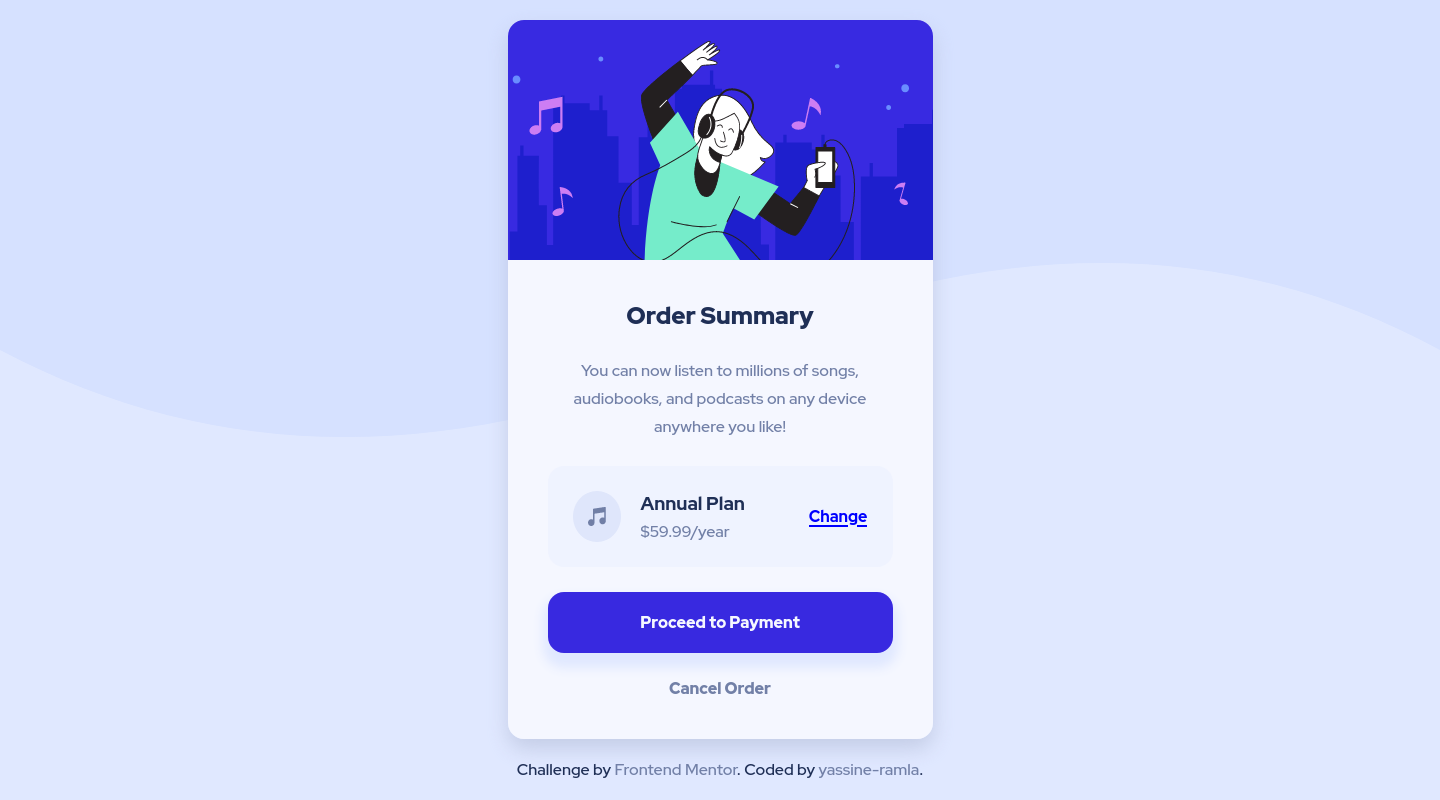 Order Summary
You can now listen to millions of songs,
audiobooks, and podcasts on any device
anywhere you like!
Annual Plan
$59.99/year
Change
Proceed to Payment
Cancel Order
Challenge by Frontend Mentor. Coded by yassine-ramla.